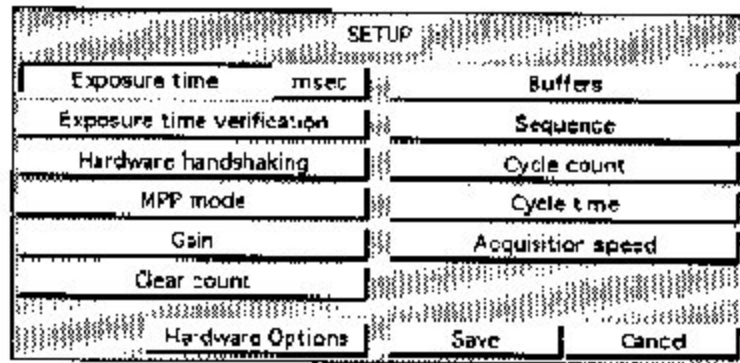 SETUP
Exposure time msec
Buffers
Exposure time verification
Sequence
Hardware handshaking
Cycle count
MPP mode
Cycle time
Gain
Acquisition speed
Clear count
Hardware Options
Save
Cancel